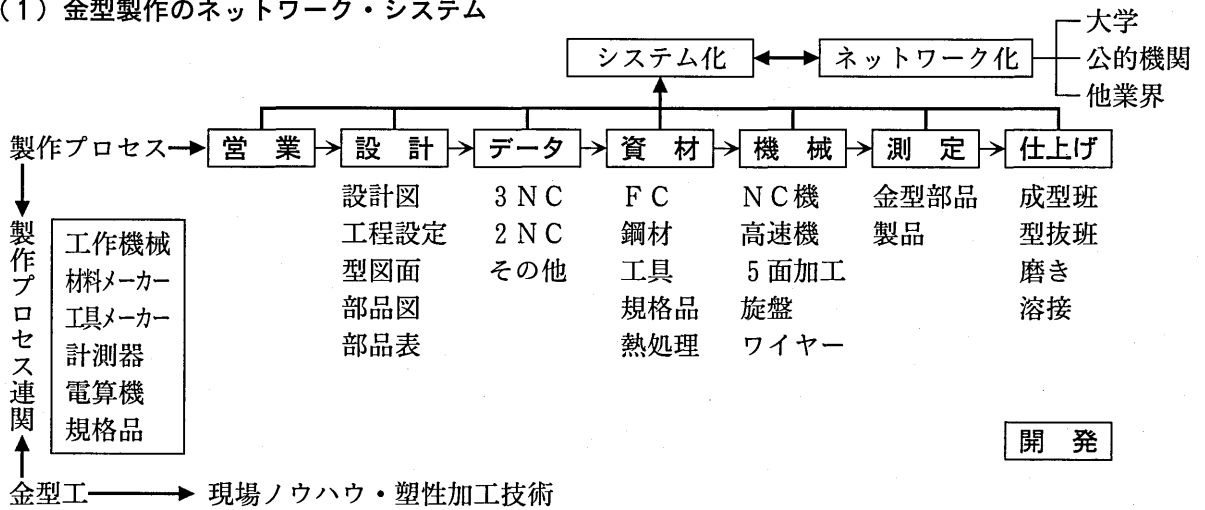 (1) 金型製作のネットワーク・システム
システム化
ネットワーク化
大学
公的機関
他業界
製作プロセス
営業
設計
データ
資材
機械
測定
仕上げ
設計図
工程設定
型図面
部品図
部品表
3NC
2NC
その他
FC
鋼材
工具
規格品
熱処理
NC機
高速機
5面加工
旋盤
ワイヤー
金型部品
製品
成型班
型抜班
磨き
溶接
製作プロセス連関
工作機械
材料メーカー
工具メーカー
計測器
電算機
規格品
開発
金型工
現場ノウハウ・塑性加工技術